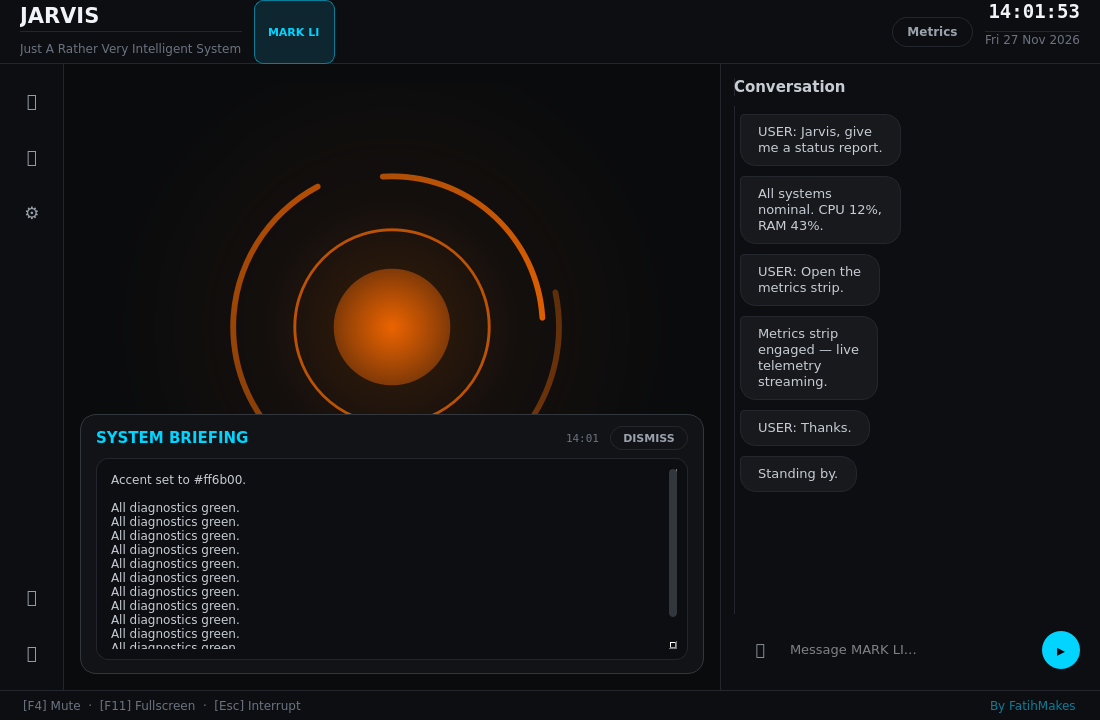 JARVIS
Just A Rather Very Intelligent System
MARK LI
Metrics
14:01:53
Fri 27 Nov 2026
Conversation
USER: Jarvis, give
me a status report.
All systems
nominal. CPU 12%,
RAM 43%.
USER: Open the
metrics strip.
Metrics strip
engaged — live
telemetry
streaming.
USER: Thanks.
Standing by.
SYSTEM BRIEFING
14:01
DISMISS
Accent set to #ff6b00.
All diagnostics green.
All diagnostics green.
All diagnostics green.
All diagnostics green.
All diagnostics green.
All diagnostics green.
All diagnostics green.
All diagnostics green.
All diagnostics green.
All diagnostics green.
All diagnostics green.
Message MARK LI...
[F4] Mute · [F11] Fullscreen · [Esc] Interrupt
By FatihMakes